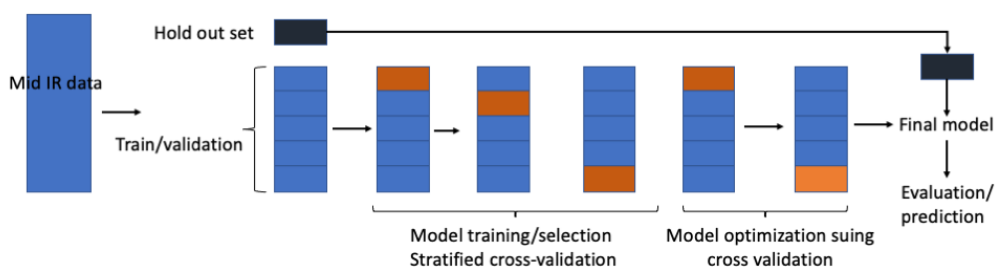 Hold out set
Mid IR data
Train/validation
Final model
Evaluation/
prediction
Model training/selection
Stratified cross-validation
Model optimization suing
cross validation